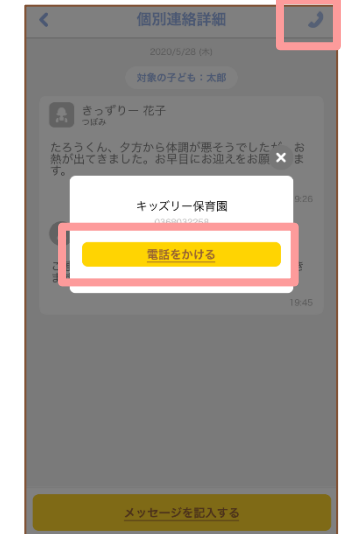 個別連絡詳細
2020/5/28 (木)
対象の子ども：太郎
きっずりー 花子
つぼみ
たろうくん、夕方から体調が悪そうでしたが、お
熱が出てきました。お早目にお迎えをお願
ま
す。
キッズリー保育園
9:26
電話をかける
19:45
メッセージを記入する